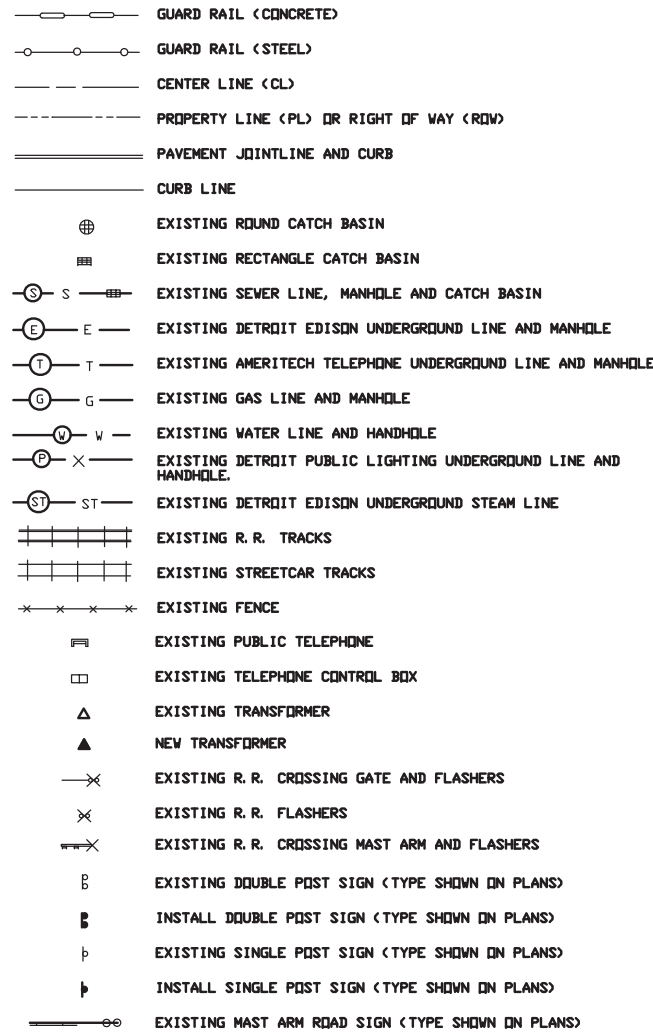 GUARD RAIL (CONCRETE)
GUARD RAIL (STEEL)
CENTER LINE (CL)
PROPERTY LINE (PL) OR RIGHT OF WAY (ROW)
PAVEMENT JOINTLINE AND CURB
CURB LINE
EXISTING ROUND CATCH BASIN
EXISTING RECTANGLE CATCH BASIN
S S EXISTING SEWER LINE, MANHOLE AND CATCH BASIN
E E EXISTING DETROIT EDISON UNDERGROUND LINE AND MANHOLE
T T EXISTING AMERITECH TELEPHONE UNDERGROUND LINE AND MANHOLE
G G EXISTING GAS LINE AND MANHOLE
W W EXISTING WATER LINE AND HANDHOLE
P EXISTING DETROIT PUBLIC LIGHTING UNDERGROUND LINE AND
HANDHOLE.
ST ST EXISTING DETROIT EDISON UNDERGROUND STEAM LINE
EXISTING R.R. TRACKS
EXISTING STREETCAR TRACKS
EXISTING FENCE
EXISTING PUBLIC TELEPHONE
EXISTING TELEPHONE CONTROL BOX
EXISTING TRANSFORMER
NEW TRANSFORMER
EXISTING R.R. CROSSING GATE AND FLASHERS
EXISTING R.R. FLASHERS
EXISTING R.R. CROSSING MAST ARM AND FLASHERS
EXISTING DOUBLE POST SIGN (TYPE SHOWN ON PLANS)
INSTALL DOUBLE POST SIGN (TYPE SHOWN ON PLANS)
EXISTING SINGLE POST SIGN (TYPE SHOWN ON PLANS)
INSTALL SINGLE POST SIGN (TYPE SHOWN ON PLANS)
EXISTING MAST ARM ROAD SIGN (TYPE SHOWN ON PLANS)